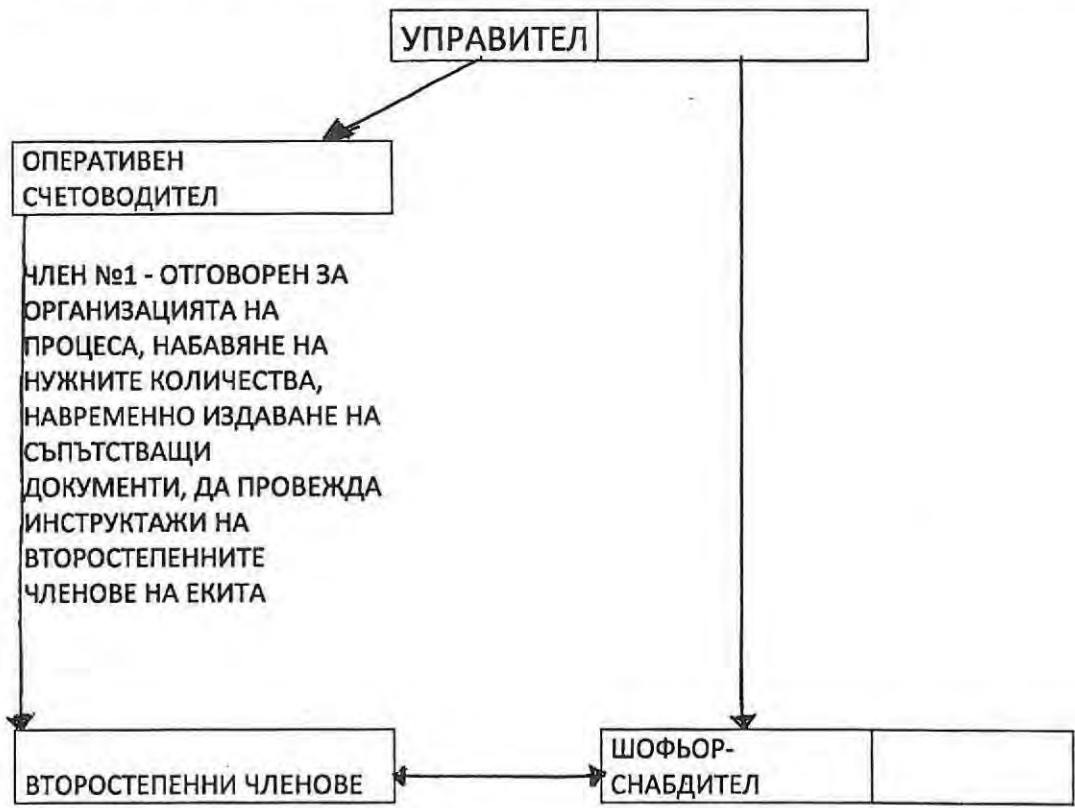 УПРАВИТЕЛ
ОПЕРАТИВЕН
СЧЕТОВОДИТЕЛ
ЧЛЕН №1 - ОТГОВОРЕН ЗА
ОРГАНИЗАЦИЯТА НА
ПРОЦЕСА, НАБАВЯНЕ НА
НУЖНИТЕ КОЛИЧЕСТВА,
НАВРЕМЕННО ИЗДАВАНЕ НА
СЪПЪТСТВАЩИ
ДОКУМЕНТИ, ДА ПРОВЕЖДА
ИНСТРУКТАЖИ НА
ВТОРОСТЕПЕННИТЕ
ЧЛЕНОВЕ НА ЕКИТА
ВТОРОСТЕПЕННИ ЧЛЕНОВЕ
ШОФЬОР-
СНАБДИТЕЛ